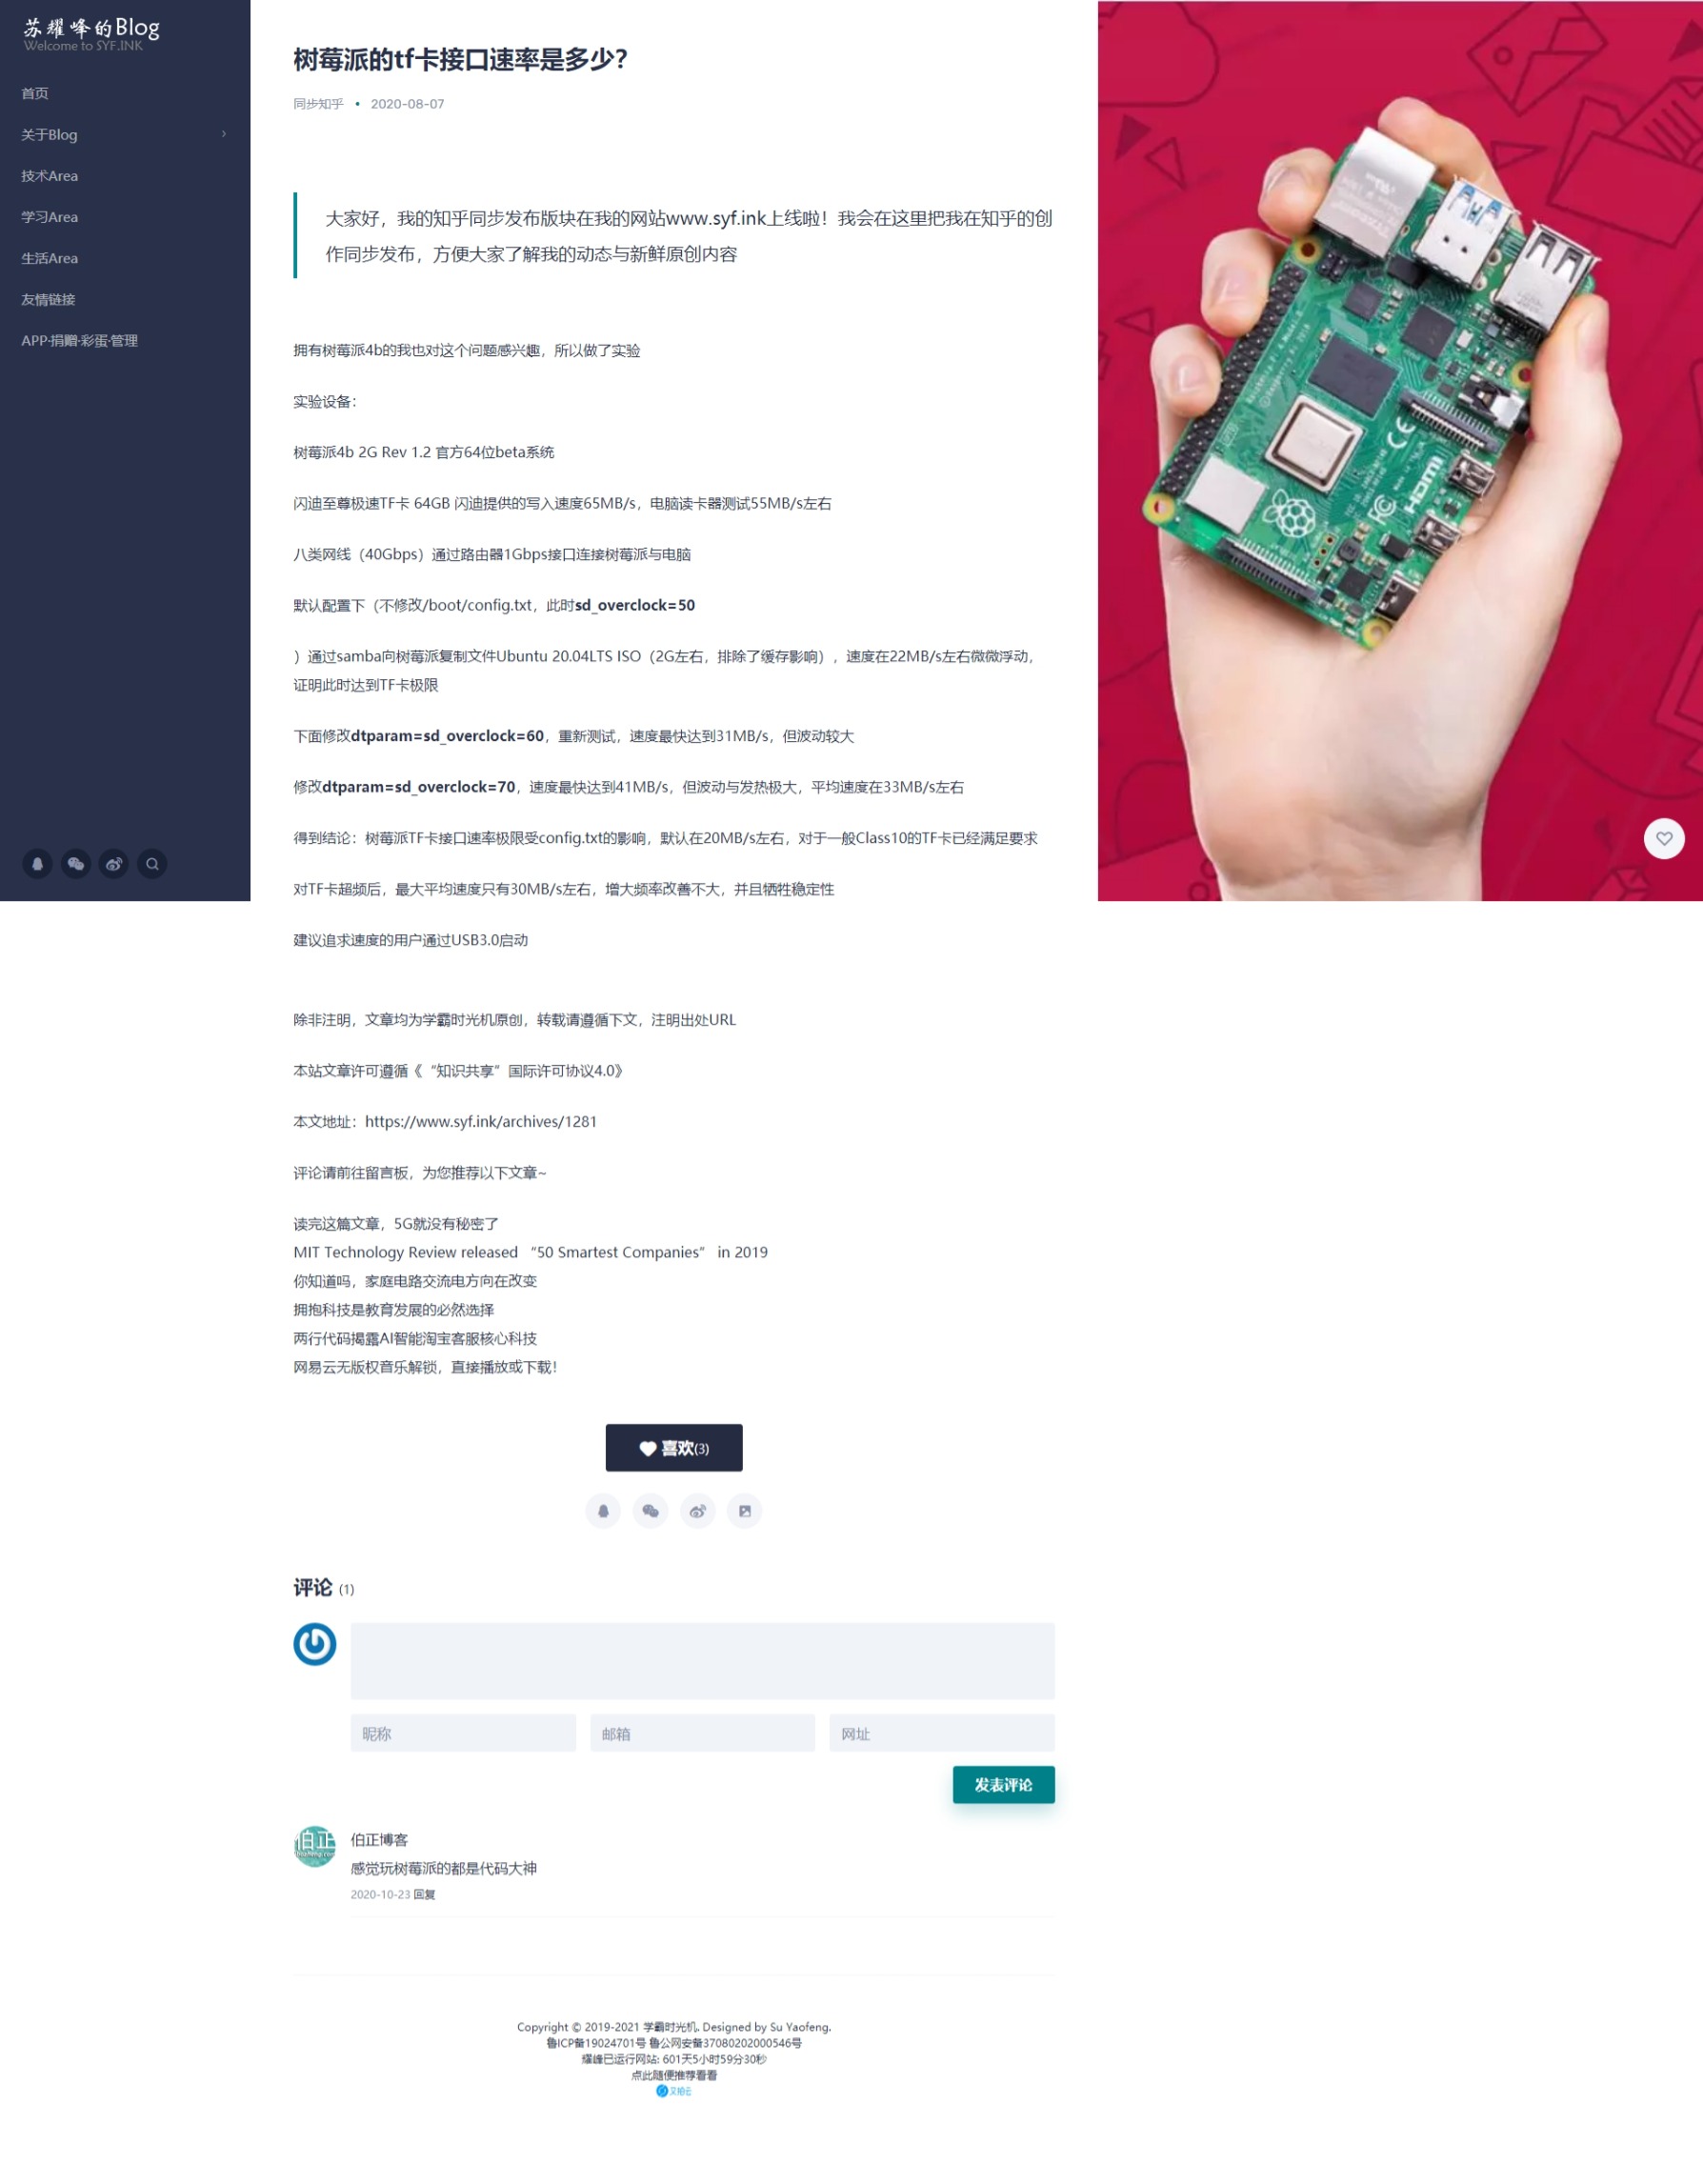 苏耀峰的Blog
Welcome to SYF.INK
首页
关于Blog
技术Area
学习Area
生活Area
友情链接
APP·捐赠·彩蛋·管理
树莓派的tf卡接口速率是多少？
同步知乎 • 2020-08-07
大家好，我的知乎同步发布版块在我的网站www.syf.ink上线啦！我会在这里把我在知乎的创
作同步发布，方便大家了解我的动态与新鲜原创内容
拥有树莓派4b的我也对这个问题感兴趣，所以做了实验
实验设备：
树莓派4b 2G Rev 1.2 官方64位beta系统
闪迪至尊极速TF卡 64GB 闪迪提供的写入速度65MB/s，电脑读卡器测试55MB/s左右
八类网线（40Gbps）通过路由器1Gbps接口连接树莓派与电脑
默认配置下（不修改/boot/config.txt，此时sd_overclock=50
）通过samba向树莓派复制文件Ubuntu 20.04LTS ISO（2G左右，排除了缓存影响），速度在22MB/s左右微微浮动，
证明此时达到TF卡极限
下面修改dtparam=sd_overclock=60，重新测试，速度最快达到31MB/s，但波动较大
修改dtparam=sd_overclock=70，速度最快达到41MB/s，但波动与发热极大，平均速度在33MB/s左右
得到结论：树莓派TF卡接口速率极限受config.txt的影响，默认在20MB/s左右，对于一般Class10的TF卡已经满足要求
对TF卡超频后，最大平均速度只有30MB/s左右，增大频率改善不大，并且牺牲稳定性
建议追求速度的用户通过USB3.0启动
除非注明，文章均为学霸时光机原创，转载请遵循下文，注明出处URL
本站文章许可遵循《“知识共享”国际许可协议4.0》
本文地址：https://www.syf.ink/archives/1281
评论请前往留言板，为您推荐以下文章~
读完这篇文章，5G就没有秘密了
MIT Technology Review released “50 Smartest Companies” in 2019
你知道吗，家庭电路交流电方向在改变
拥抱科技是教育发展的必然选择
两行代码揭露AI智能淘宝客服核心科技
网易云无版权音乐解锁，直接播放或下载！
喜欢(3)
评论 (1)
昵称
邮箱
网址
发表评论
伯正
伯正博客
感觉玩树莓派的都是代码大神
2020-10-23 回复
Copyright © 2019-2021 学霸时光机. Designed by Su Yaofeng.
鲁ICP备19024701号 鲁公网安备37080202000546号
耀峰已运行网站: 601天5小时59分30秒
点此随便推荐看看
又拍云
HDMI
CE
FC